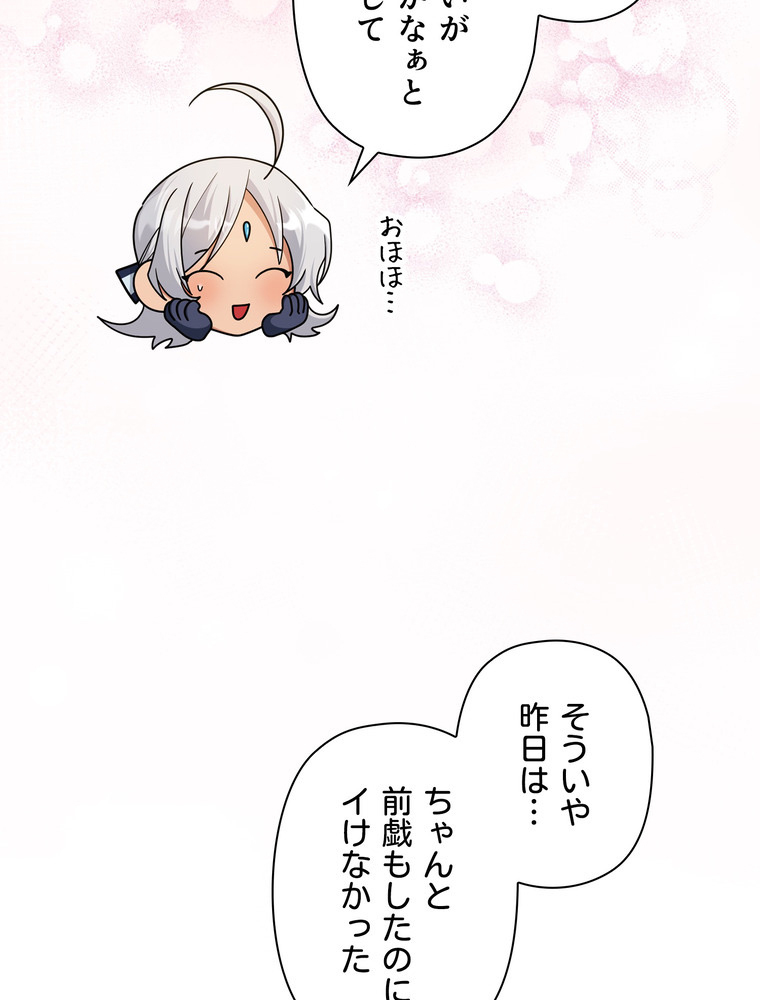 いが
かなぁと
して
おほほ…
そういや
昨日は…
ちゃんと
前戯もしたのに
イけなかった